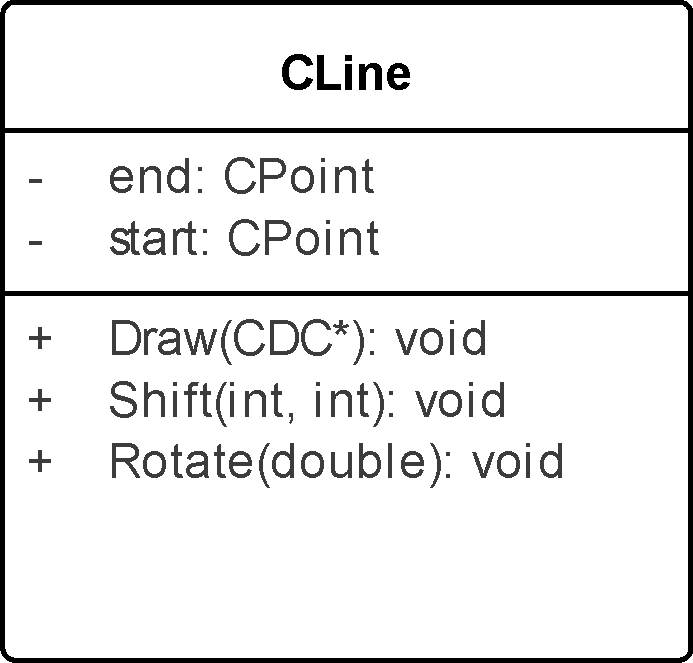 CLine
- end: CPoint
- start: CPoint
+ Draw(CDC*): void
+ Shift(int, int): void
+ Rotate(double): void